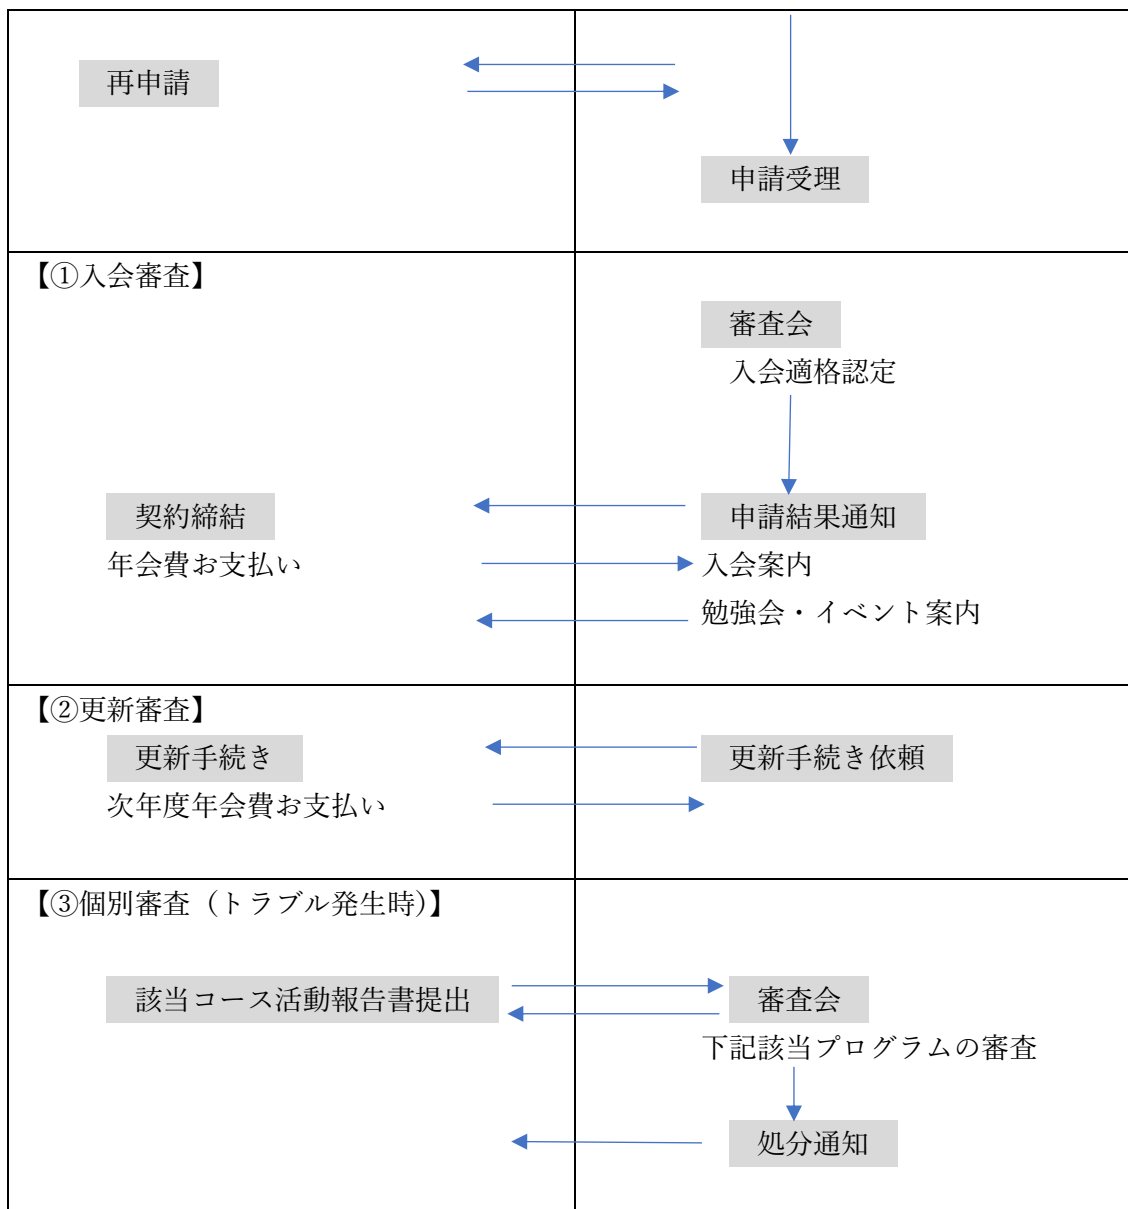 再申請
申請受理
【①入会審査】
審査会
入会適格認定
契約締結
申請結果通知
年会費お支払い
入会案内
勉強会・イベント案内
【②更新審査】
更新手続き
更新手続き依頼
次年度年会費お支払い
【③個別審査（トラブル発生時)】
該当コース活動報告書提出
審査会
下記該当プログラムの審査
処分通知